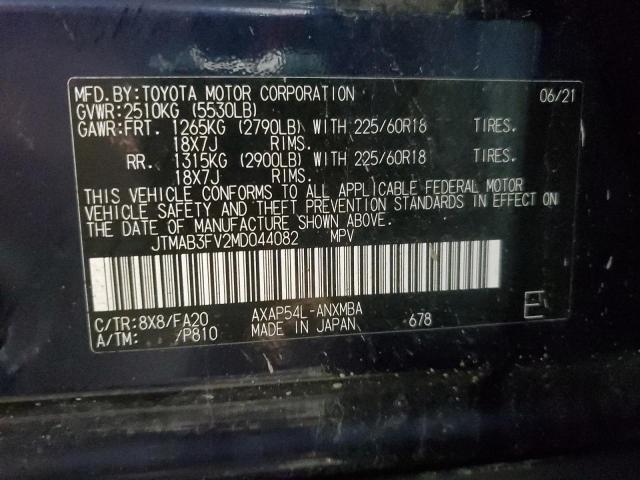 MFD.BY:TOYOTA MOTOR CORPORATION 06/21
GVWR:2510KG (5530LB)
GAWR:FRT. 1265KG (2790LB) WITH 225/60R18 TIRES.
18X7J RIMS.
RR. 1315KG (2900LB) WITH 225/60R18 TIRES.
18X7J RIMS.
THIS VEHICLE CONFORMS TO ALL APPLICABLE FEDERAL MOTOR
VEHICLE SAFETY AND THEFT PREVENTION STANDARDS IN EFFECT ON
THE DATE OF MANUFACTURE SHOWN ABOVE.
JTMAB3FV2MD044082 MPV
C/TR:8X8/FA20 AXAP54L-ANXMBA
A/TM: /P810 MADE IN JAPAN 678 E